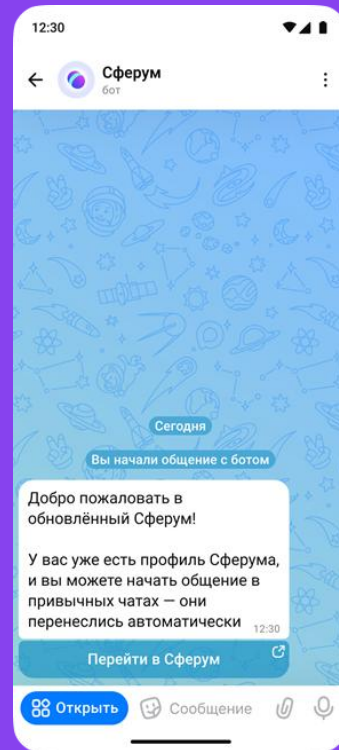 12:30
Сферум
бот
Сегодня
Вы начали общение с ботом
Добро пожаловать в
обновлённый Сферум!
У вас уже есть профиль Сферума,
и вы можете начать общение в
привычных чатах — они
перенеслись автоматически
12:30
Перейти в Сферум
Открыть
Сообщение